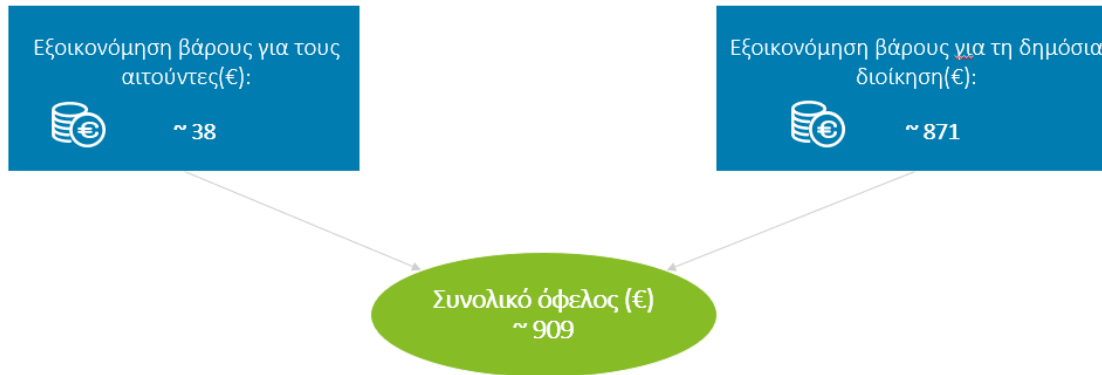 Εξοικονόμηση βάρους για τους
αιτούντες(€):
~ 38
Εξοικονόμηση βάρους για τη δημόσια
διοίκηση(€):
~ 871
Συνολικό όφελος (€)
~ 909